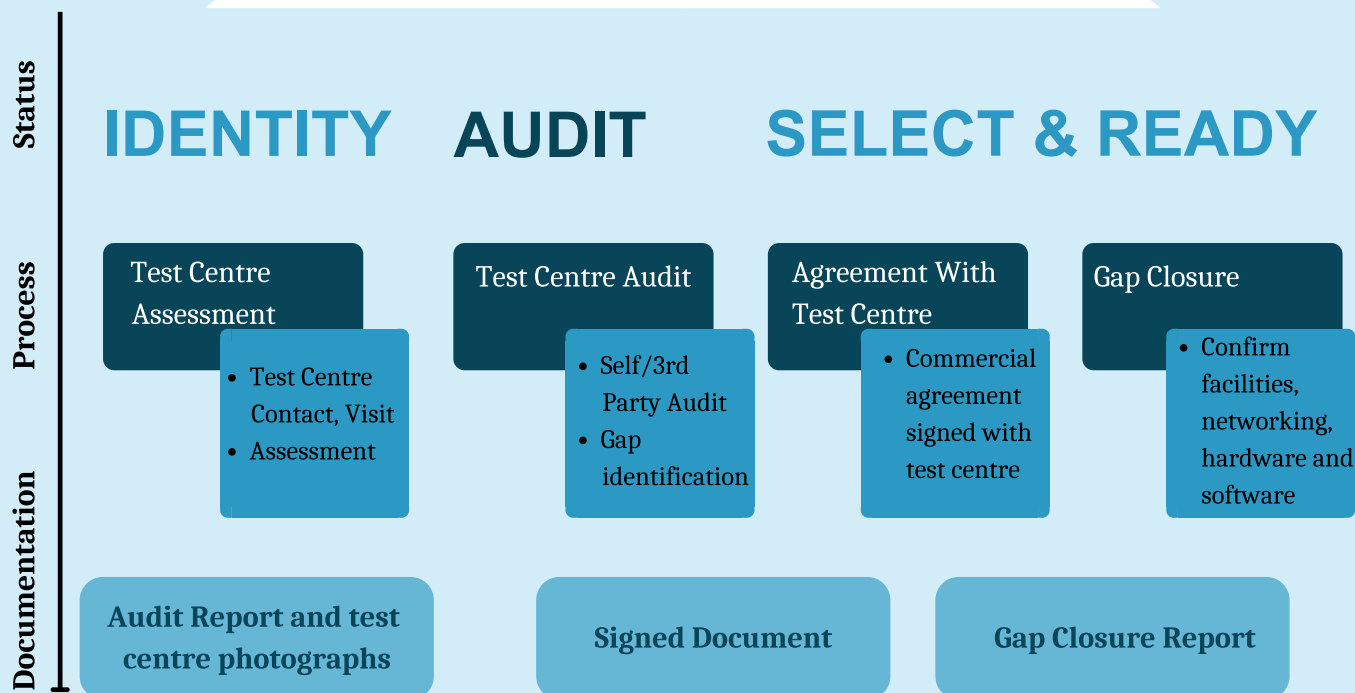 Status
IDENTITY
AUDIT
SELECT & READY
Process
Test Centre
Assessment
• Test Centre
Contact, Visit
• Assessment
Test Centre Audit
• Self/3rd
Party Audit
• Gap
identification
Agreement With
Test Centre
• Commercial
agreement
signed with
test centre
Gap Closure
• Confirm
facilities,
networking,
hardware and
software
Documentation
Audit Report and test
centre photographs
Signed Document
Gap Closure Report